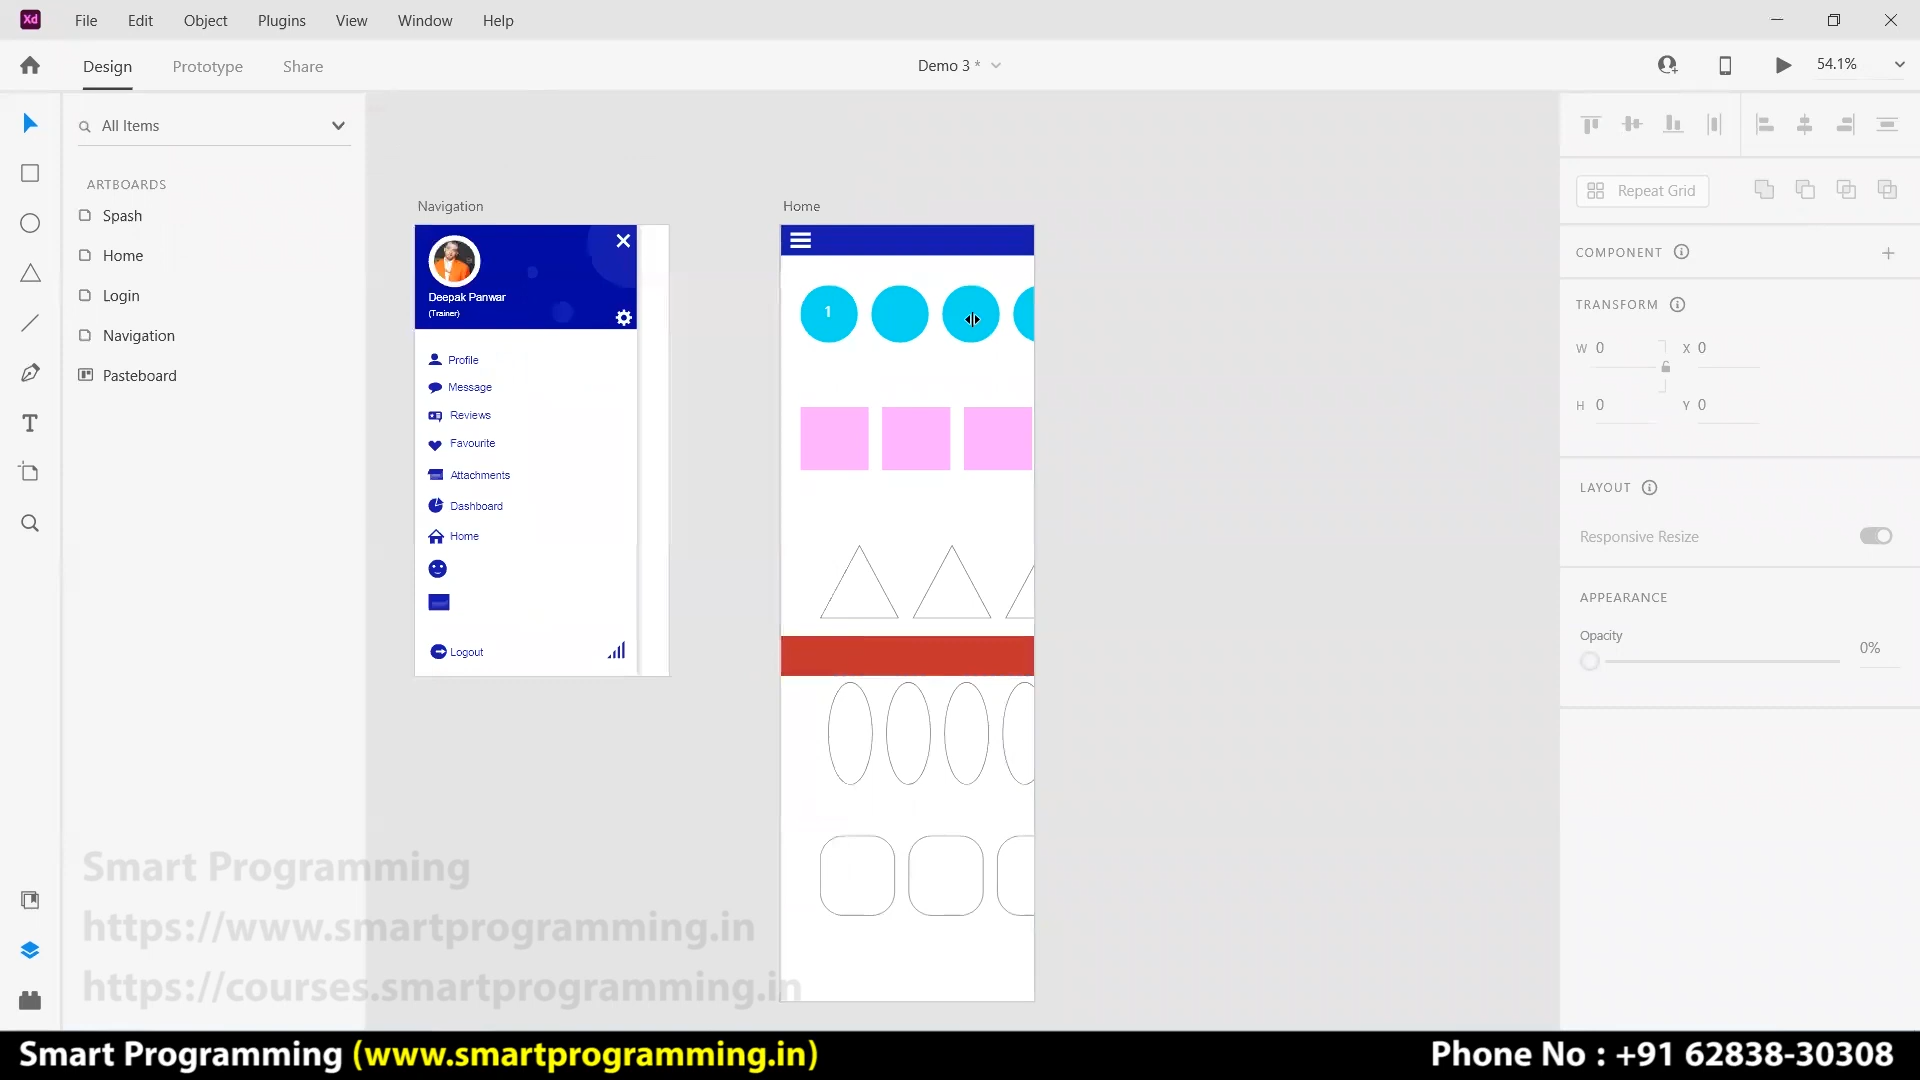 Xd File Edit Object Plugins View Window Help
Design Prototype Share Demo 3 * 54.1%
All Items
ARTBOARDS
Spash
Home
Login
Navigation
Pasteboard
Navigation
Deepak Panwar
(Trainer)
Profile
Message
Reviews
Favourite
Attachments
Dashboard
Home
Logout
Home
1
Repeat Grid
COMPONENT
TRANSFORM
W 0 X 0
H 0 Y 0
LAYOUT
Responsive Resize
APPEARANCE
Opacity
0%
Smart Programming
https://www.smartprogramming.in
https://courses.smartprogramming.in
Smart Programming (www.smartprogramming.in) Phone No : +91 62838-30308